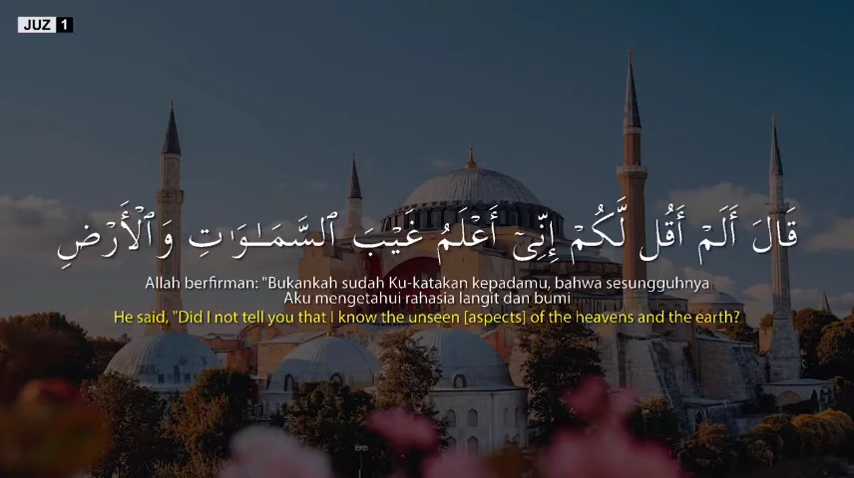 JUZ 1
قَالَ أَلَمْ أَقُل لَّكُمْ إِنِّىٓ أَعْلَمُ غَيْبَ ٱلسَّمَـٰوَٰتِ وَٱلْأَرْضِ
Allah berfirman: "Bukankah sudah Ku-katakan kepadamu, bahwa sesungguhnya
Aku mengetahui rahasia langit dan bumi
He said, "Did I not tell you that I know the unseen [aspects] of the heavens and the earth?